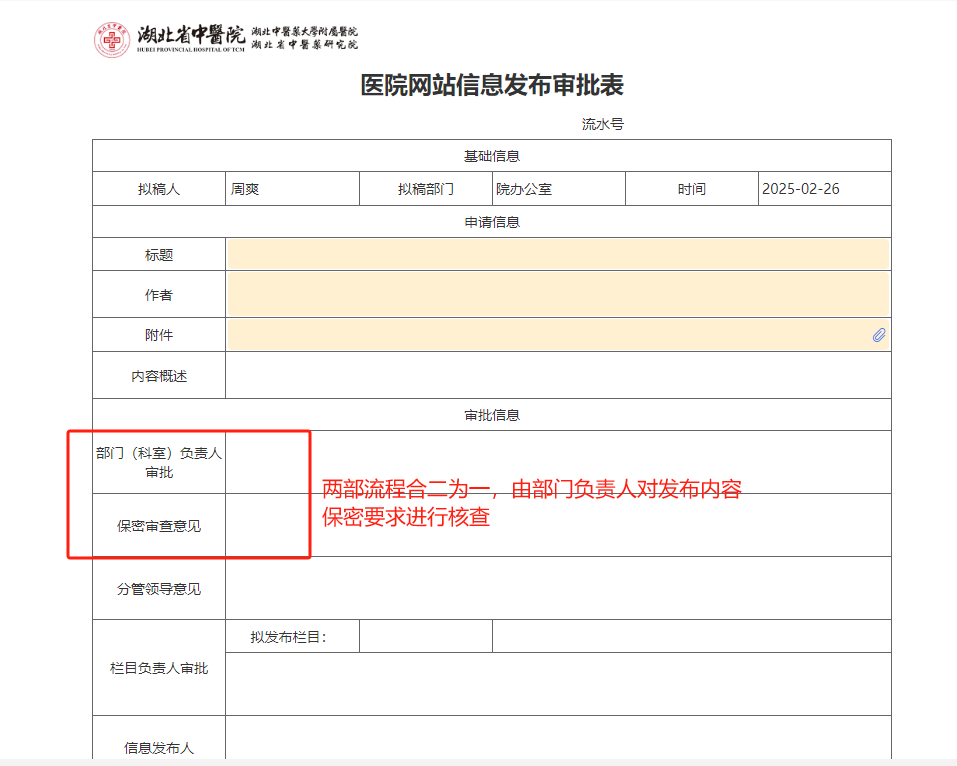 湖北省中醫院 湖北中醫藥大學附屬醫院
HUBEI PROVINCIAL HOSPITAL OF TCM 湖北省中醫藥研究院
医院网站信息发布审批表
流水号
基础信息
拟稿人 周爽 拟稿部门 院办公室 时间 2025-02-26
申请信息
标题
作者
附件
内容概述
审批信息
部门（科室）负责人
审批
两部流程合二为一，由部门负责人对发布内容
保密要求进行核查
保密审查意见
分管领导意见
拟发布栏目：
栏目负责人审批
信息发布人